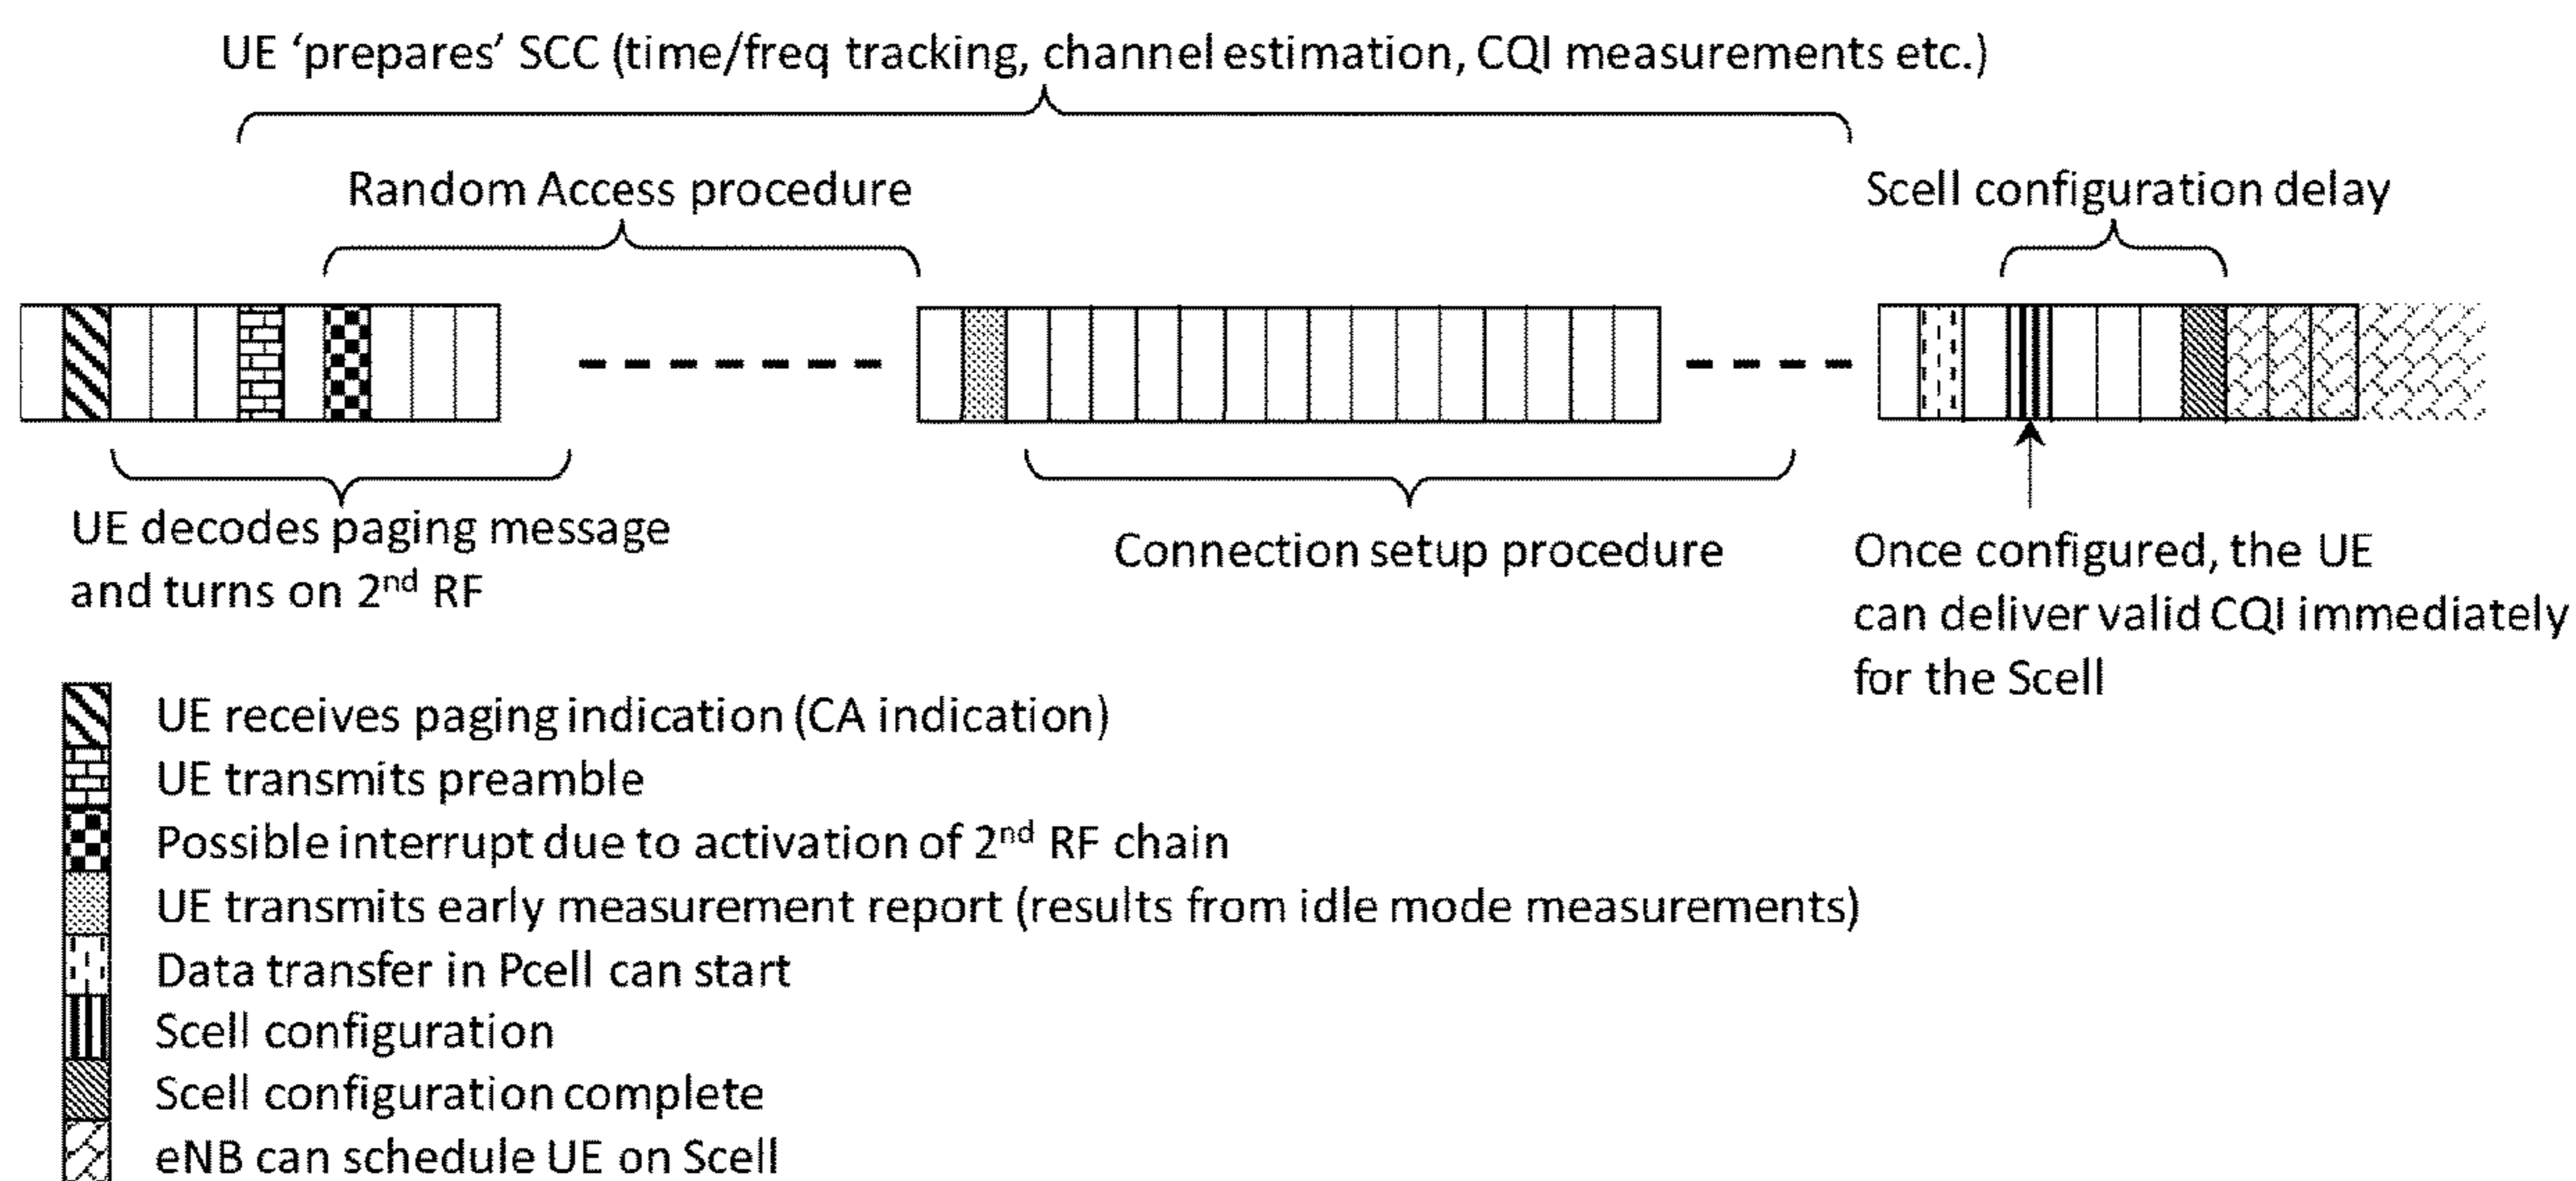 UE ‘prepares’ SCC (time/freq tracking, channel estimation, CQI measurements etc.)
Random Access procedure
Scell configuration delay
UE decodes paging message
and turns on 2nd RF
Connection setup procedure
Once configured, the UE
can deliver valid CQI immediately
for the Scell
UE receives paging indication (CA indication)
UE transmits preamble
Possible interrupt due to activation of 2nd RF chain
UE transmits early measurement report (results from idle mode measurements)
Data transfer in Pcell can start
Scell configuration
Scell configuration complete
eNB can schedule UE on Scell